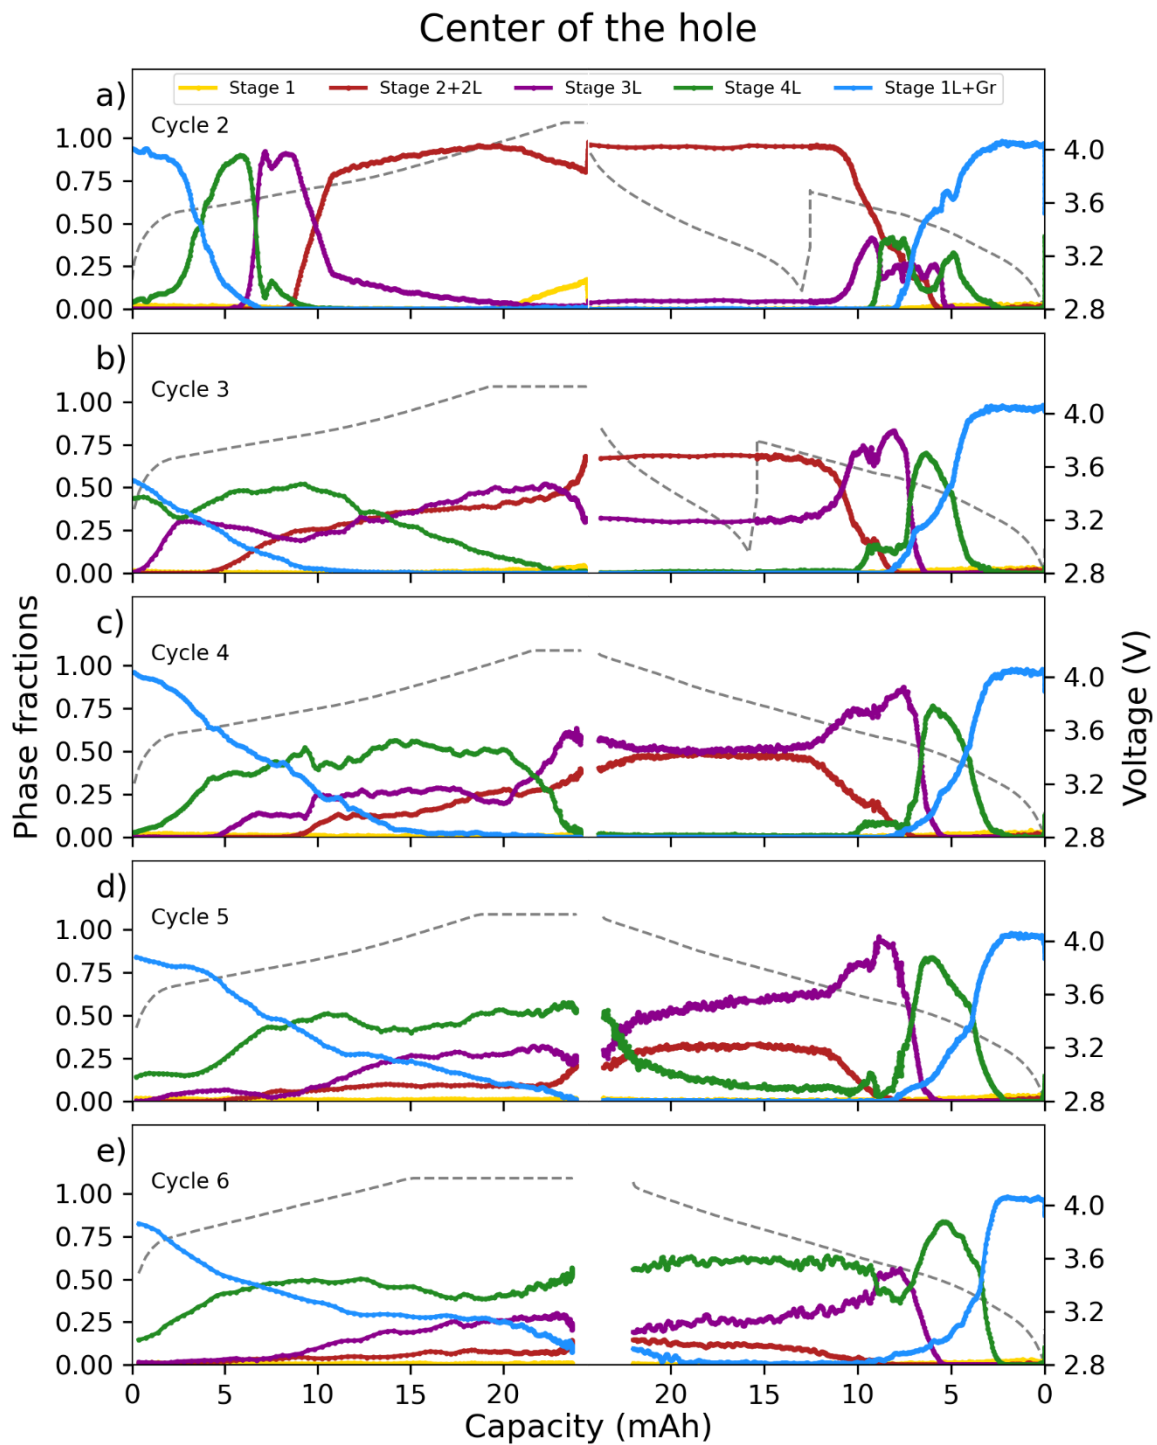 Center of the hole
a)
Stage 1 Stage 2+2L Stage 3L Stage 4L Stage 1L+Gr
Cycle 2
1.00
0.75
0.50
0.25
0.00
4.0
3.6
3.2
2.8
b)
Cycle 3
1.00
0.75
0.50
0.25
0.00
4.0
3.6
3.2
2.8
c)
Cycle 4
1.00
0.75
0.50
0.25
0.00
4.0
3.6
3.2
2.8
d)
Cycle 5
1.00
0.75
0.50
0.25
0.00
4.0
3.6
3.2
2.8
e)
Cycle 6
1.00
0.75
0.50
0.25
0.00
4.0
3.6
3.2
2.8
0 5 10 15 20 20 15 10 5 0
Phase fractions
Voltage (V)
Capacity (mAh)